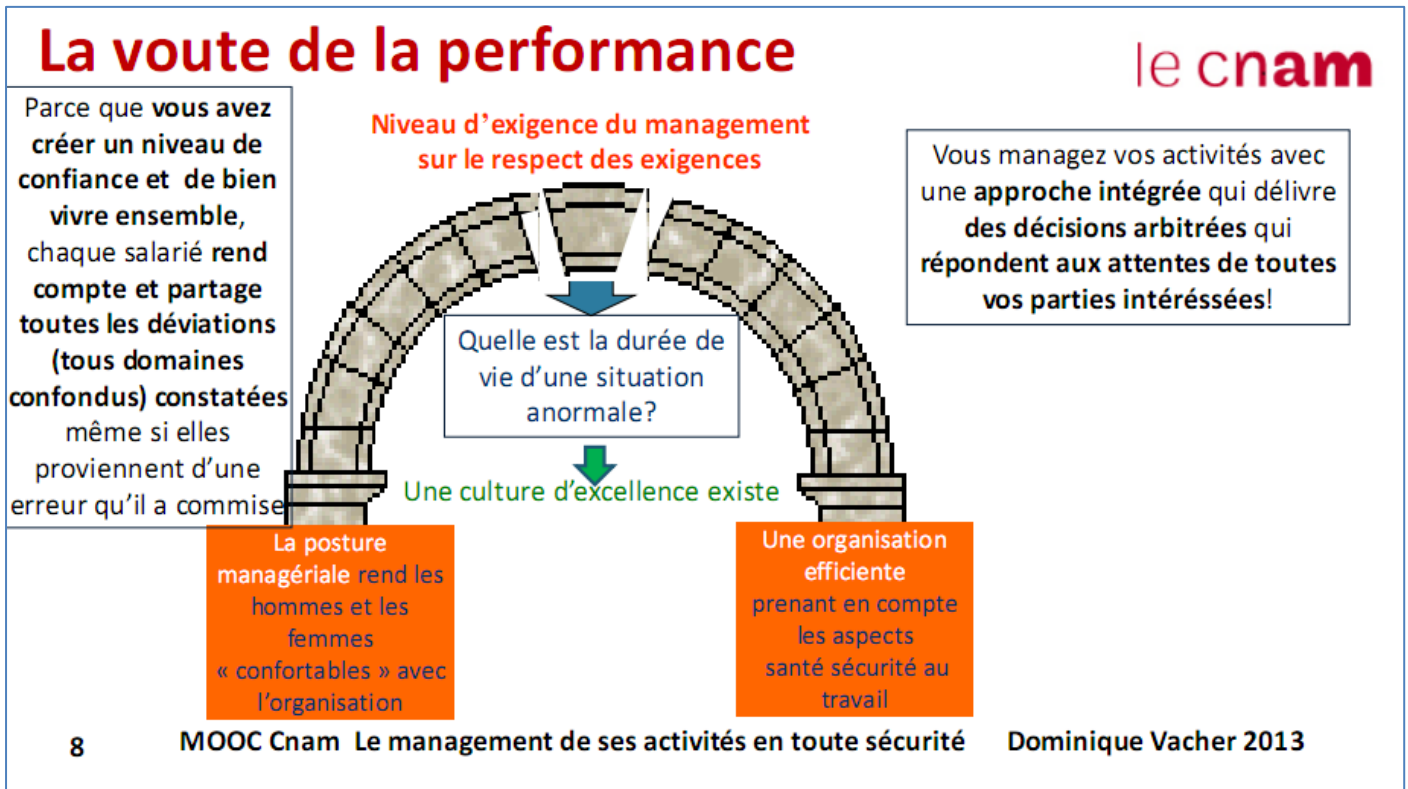 La voute de la performance
le cnam
Parce que vous avez
créer un niveau de
confiance et de bien
vivre ensemble,
chaque salarié rend
compte et partage
toutes les déviations
(tous domaines
confondus) constatées
même si elles
proviennent d'une
erreur qu'il a commise
Niveau d'exigence du management
sur le respect des exigences
Vous managez vos activités avec
une approche intégrée qui délivre
des décisions arbitrées qui
répondent aux attentes de toutes
vos parties intéréssées!
Quelle est la durée de
vie d'une situation
anormale?
Une culture d'excellence existe
La posture
managériale rend les
hommes et les
femmes
« confortables » avec
l'organisation
Une organisation
efficiente
prenant en compte
les aspects
santé sécurité au
travail
8 MOOC Cnam Le management de ses activités en toute sécurité Dominique Vacher 2013